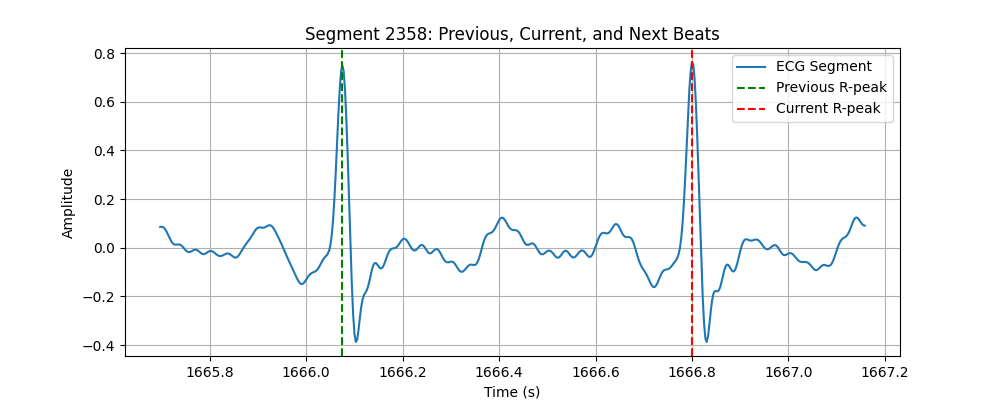 Segment 2358: Previous, Current, and Next Beats
0.8
0.6
0.4
0.2
0.0
−0.2
−0.4
Amplitude
ECG Segment
Previous R-peak
Current R-peak
1665.8 1666.0 1666.2 1666.4 1666.6 1666.8 1667.0 1667.2
Time (s)